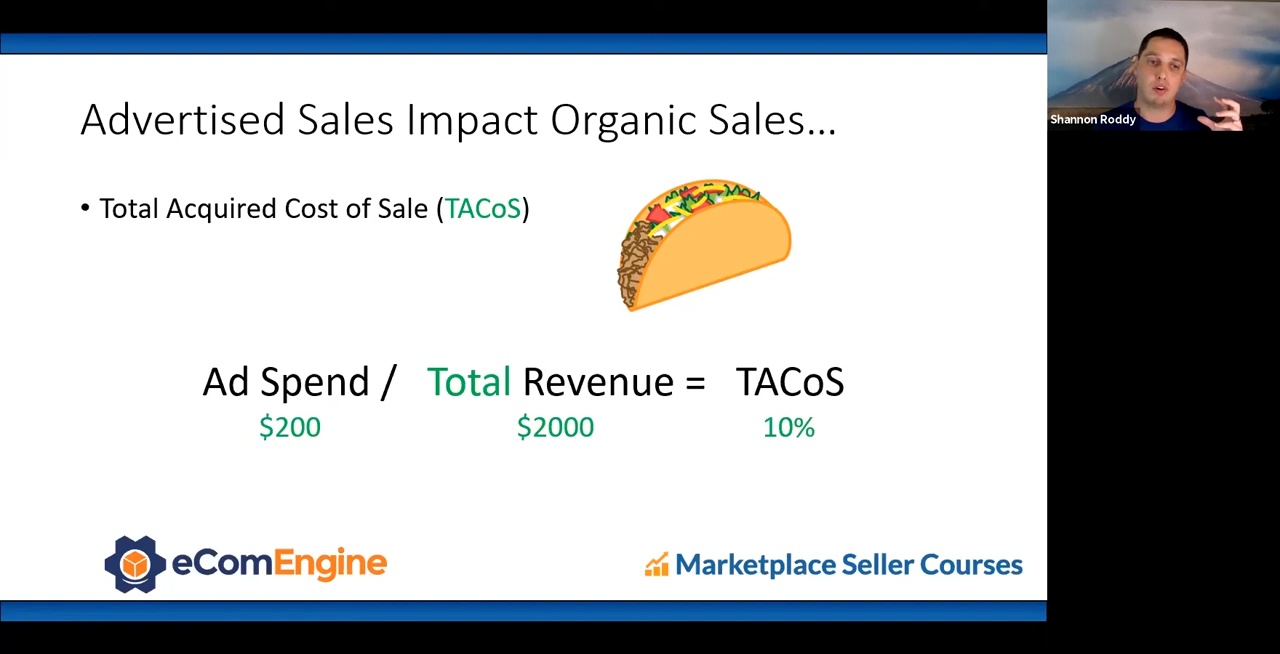 Advertised Sales Impact Organic Sales...
• Total Acquired Cost of Sale (TACoS)
Ad Spend / Total Revenue = TACoS
$200 $2000 10%
eComEngine
Marketplace Seller Courses
Shannon Roddy